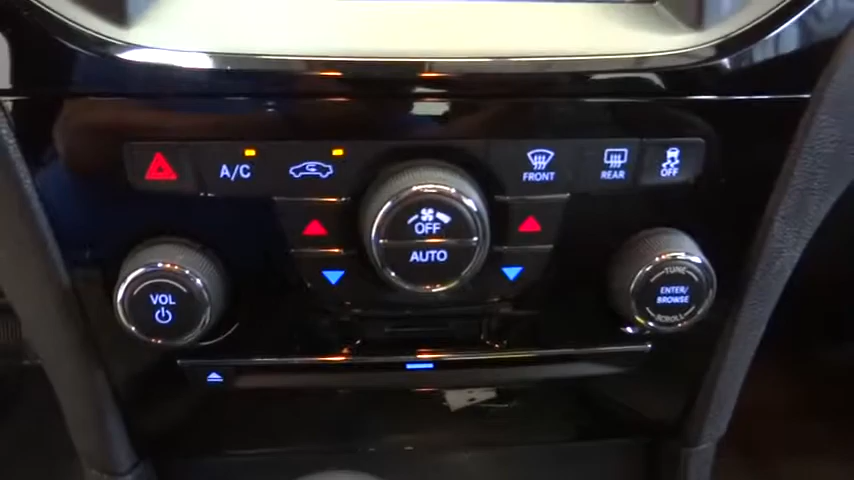 A/C
OFF
AUTO
FRONT
REAR
OFF
VOL
TUNE
ENTER/
BROWSE
SCROLL